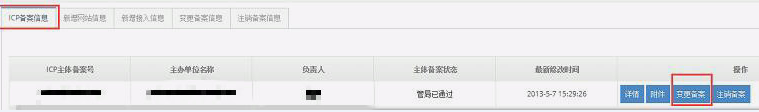 ICP备案信息 新增网站信息 新增接入信息 变更备案信息 注销备案信息
ICP主体备案号 主办单位名称 负责人 主体备案状态 最新修改时间 操作
管局已通过 2013-5-7 15:29:26 详情 附件 变更备案 注销备案